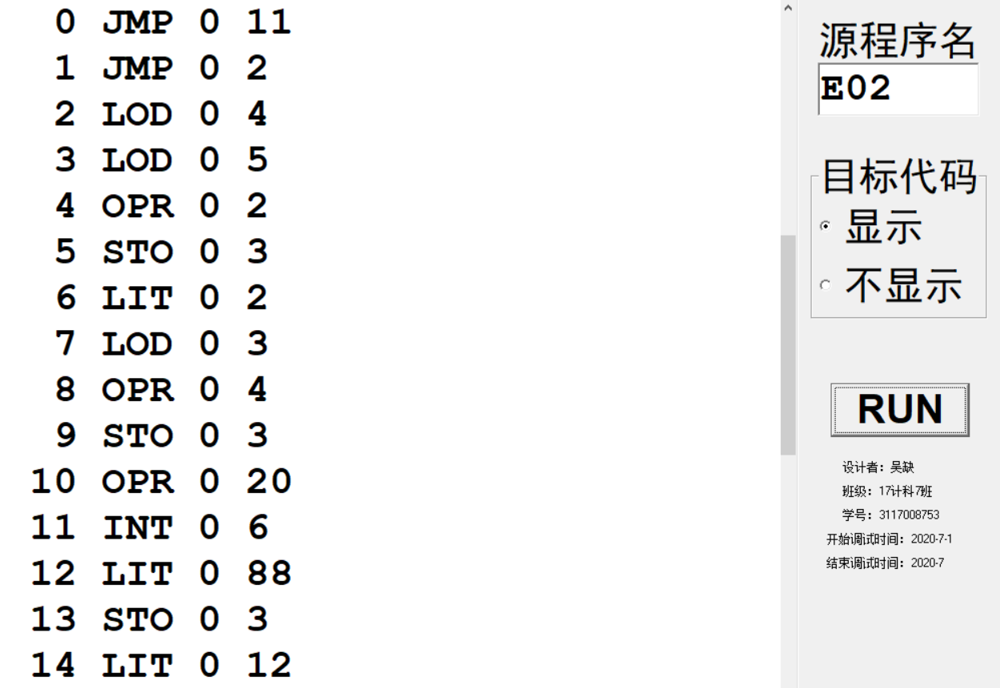 0 JMP 0 11
1 JMP 0 2
2 LOD 0 4
3 LOD 0 5
4 OPR 0 2
5 STO 0 3
6 LIT 0 2
7 LOD 0 3
8 OPR 0 4
9 STO 0 3
10 OPR 0 20
11 INT 0 6
12 LIT 0 88
13 STO 0 3
14 LIT 0 12
源程序名
E02
目标代码
显示
不显示
RUN
设计者：吴缺
班级：17计科7班
学号：3117008753
开始调试时间：2020-7-1
结束调试时间：2020-7